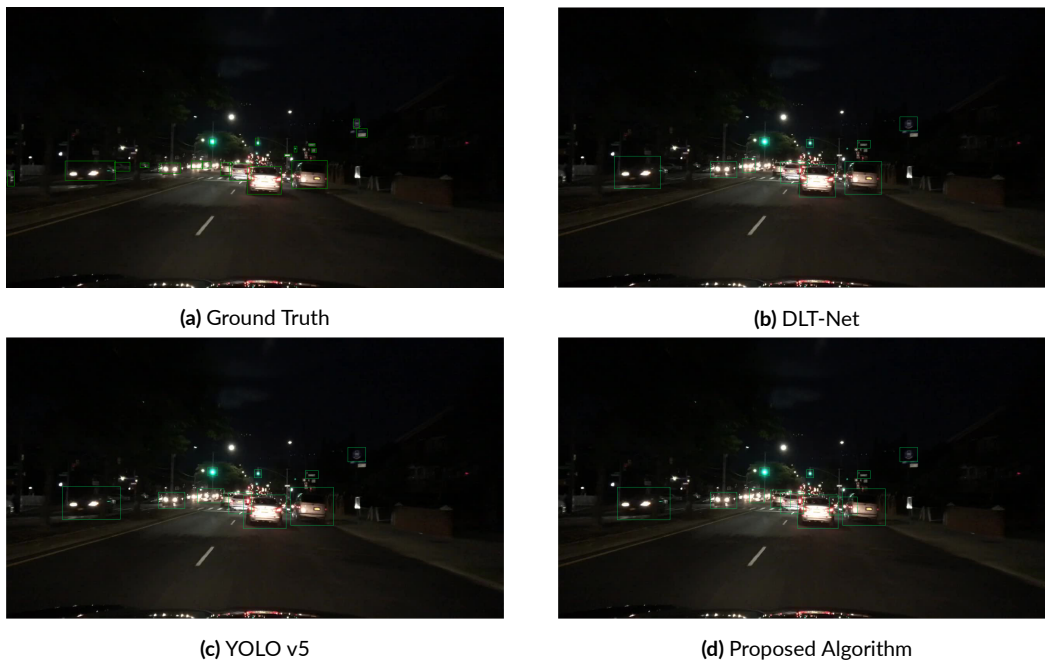 (a) Ground Truth
(b) DLT-Net
(c) YOLO v5
(d) Proposed Algorithm